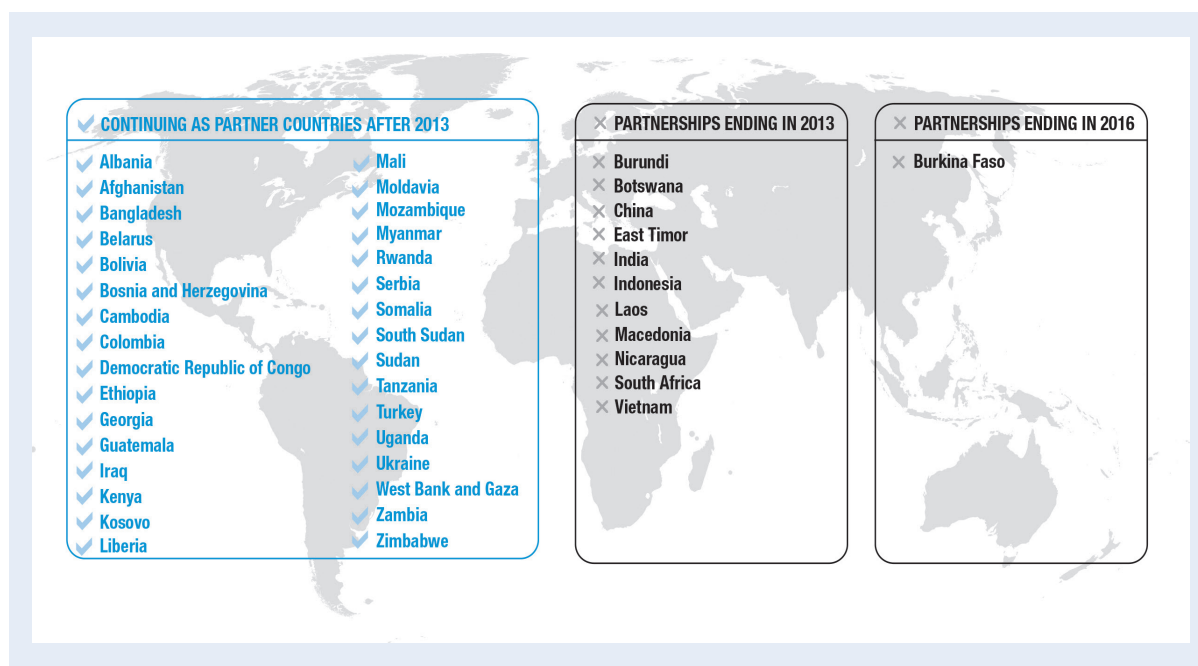 CONTINUING AS PARTNER COUNTRIES AFTER 2013
Albania
Afghanistan
Bangladesh
Belarus
Bolivia
Bosnia and Herzegovina
Cambodia
Colombia
Democratic Republic of Congo
Ethiopia
Georgia
Guatemala
Iraq
Kenya
Kosovo
Liberia
Mali
Moldavia
Mozambique
Myanmar
Rwanda
Serbia
Somalia
South Sudan
Sudan
Tanzania
Turkey
Uganda
Ukraine
West Bank and Gaza
Zambia
Zimbabwe
PARTNERSHIPS ENDING IN 2013
Burundi
Botswana
China
East Timor
India
Indonesia
Laos
Macedonia
Nicaragua
South Africa
Vietnam
PARTNERSHIPS ENDING IN 2016
Burkina Faso